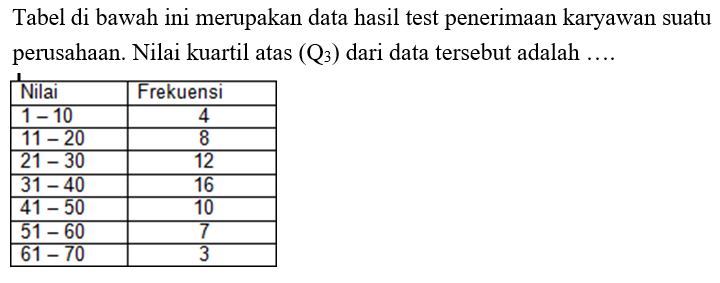 Tabel di bawah ini merupakan data hasil test penerimaan karyawan suatu
perusahaan. Nilai kuartil atas (Q₃) dari data tersebut adalah ….
Nilai Frekuensi
1 – 10 4
11 – 20 8
21 – 30 12
31 – 40 16
41 – 50 10
51 – 60 7
61 – 70 3